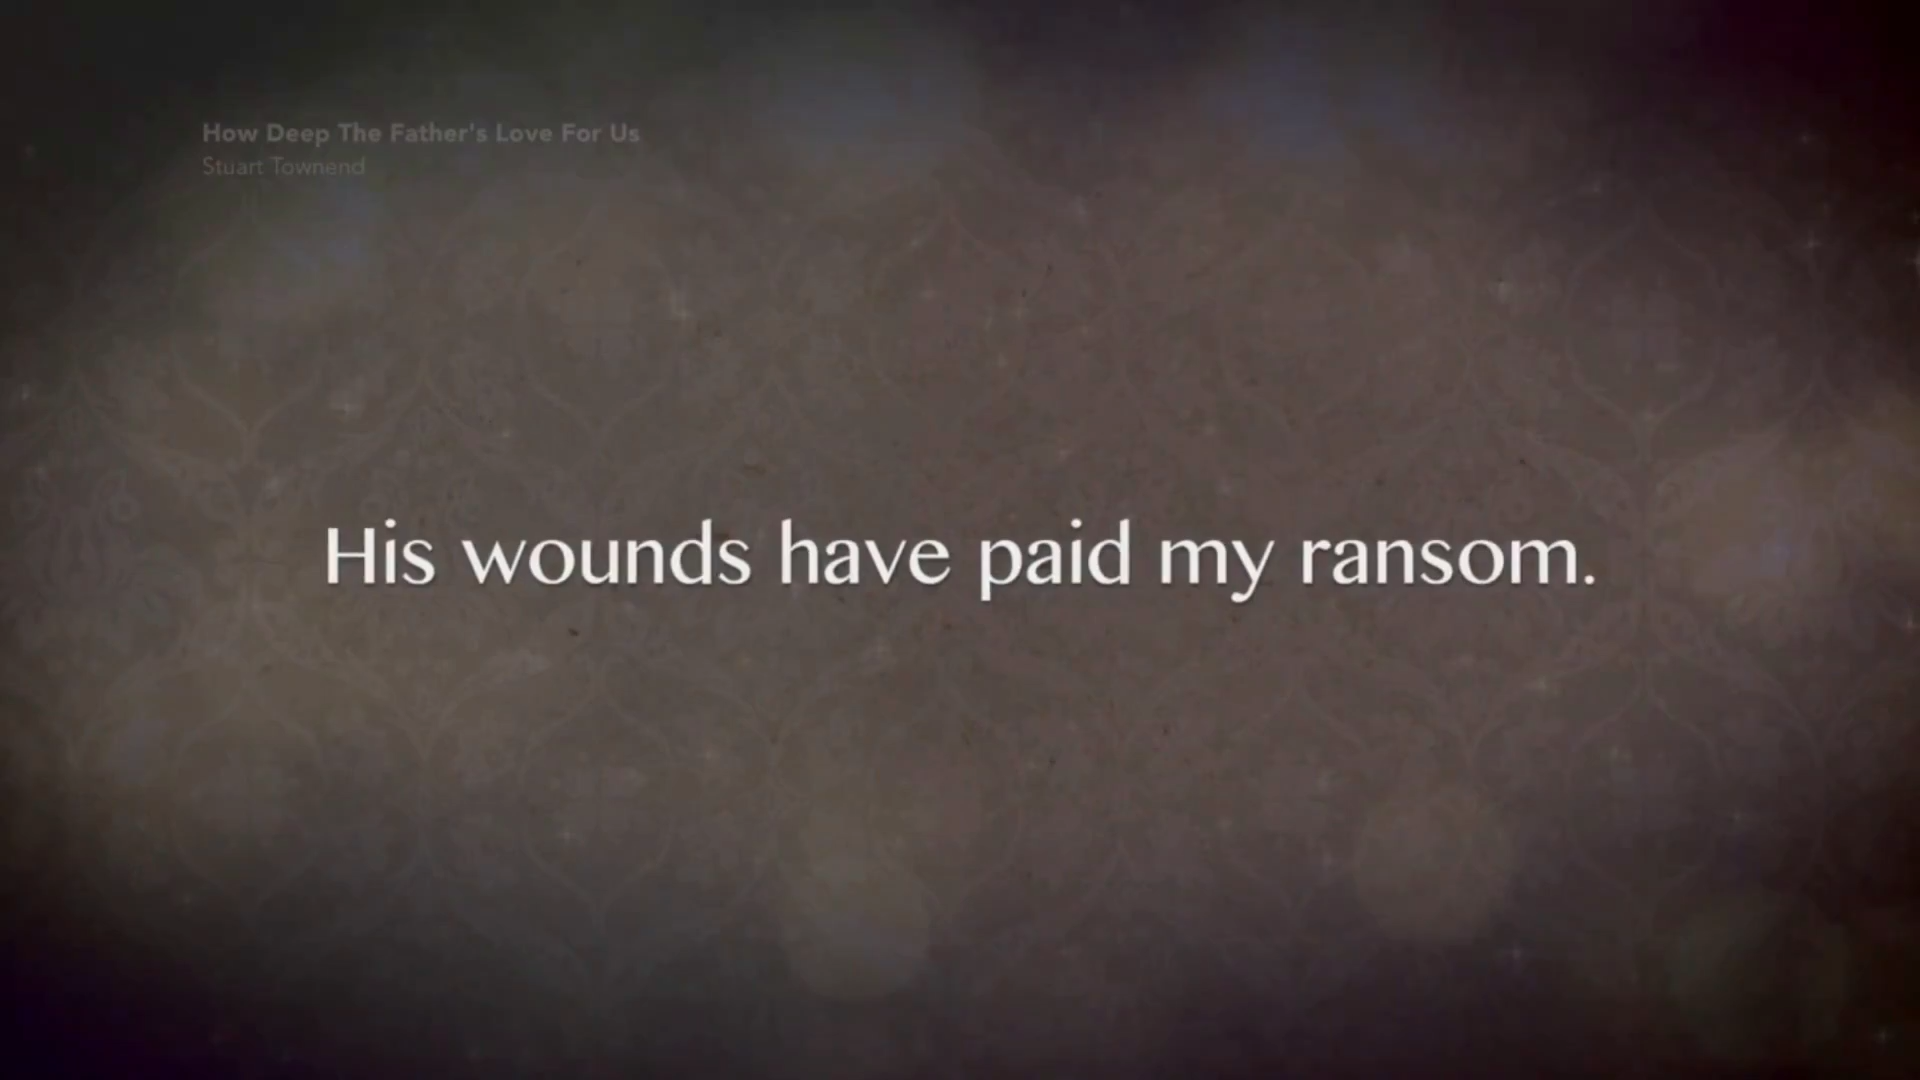 How Deep The Father's Love For Us
Stuart Townend
His wounds have paid my ransom.